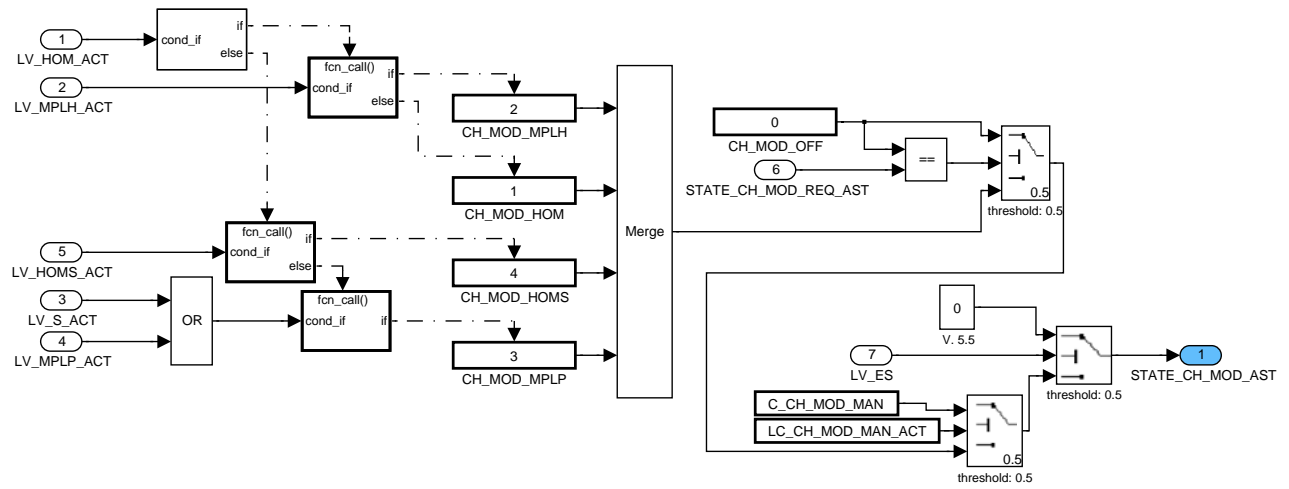 1
LV_HOM_ACT
cond_if
if
else
2
LV_MPLH_ACT
fcn_call()
cond_if
if
else
2
CH_MOD_MPLH
1
CH_MOD_HOM
5
LV_HOMS_ACT
fcn_call()
cond_if
if
else
4
CH_MOD_HOMS
3
LV_S_ACT
4
LV_MPLP_ACT
OR
fcn_call()
cond_if
if
3
CH_MOD_MPLP
Merge
0
CH_MOD_OFF
6
STATE_CH_MOD_REQ_AST
==
0.5
threshold: 0.5
0
V. 5.5
7
LV_ES
threshold: 0.5
1
STATE_CH_MOD_AST
C_CH_MOD_MAN
LC_CH_MOD_MAN_ACT
0.5
threshold: 0.5